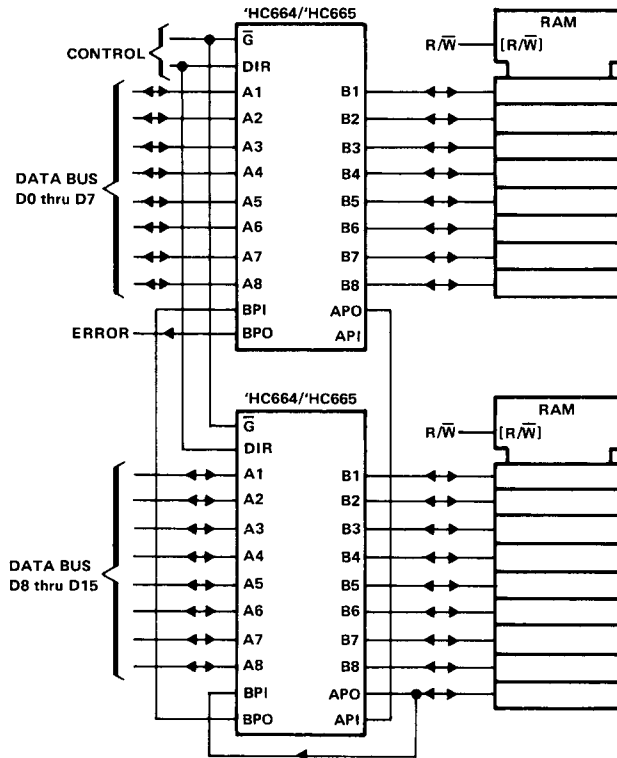 'HC664/'HC665
RAM
CONTROL
G̅
R/W̅
[R/W̅]
DIR
A1
B1
A2
B2
A3
B3
DATA BUS
D0 thru D7
A4
B4
A5
B5
A6
B6
A7
B7
A8
B8
BPI
APO
ERROR
BPO
API
'HC664/'HC665
RAM
G̅
R/W̅
[R/W̅]
DIR
A1
B1
A2
B2
A3
B3
A4
B4
DATA BUS
D8 thru D15
A5
B5
A6
B6
A7
B7
A8
B8
BPI
APO
BPO
API